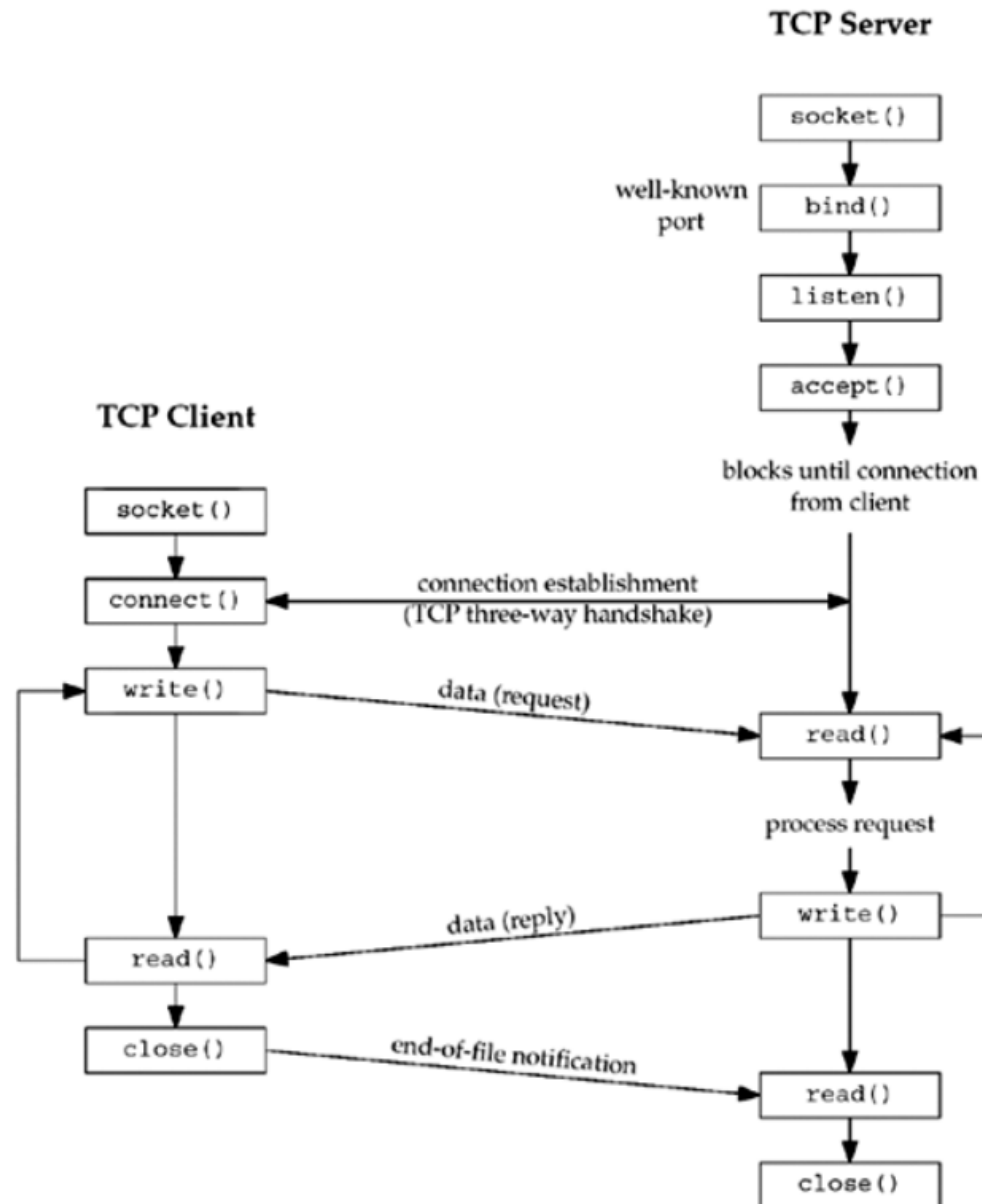 TCP Server
socket()
well-known
port
bind()
listen()
accept()
TCP Client
blocks until connection
from client
socket()
connect()
connection establishment
(TCP three-way handshake)
write()
data (request)
read()
process request
write()
data (reply)
read()
close()
end-of-file notification
read()
close()